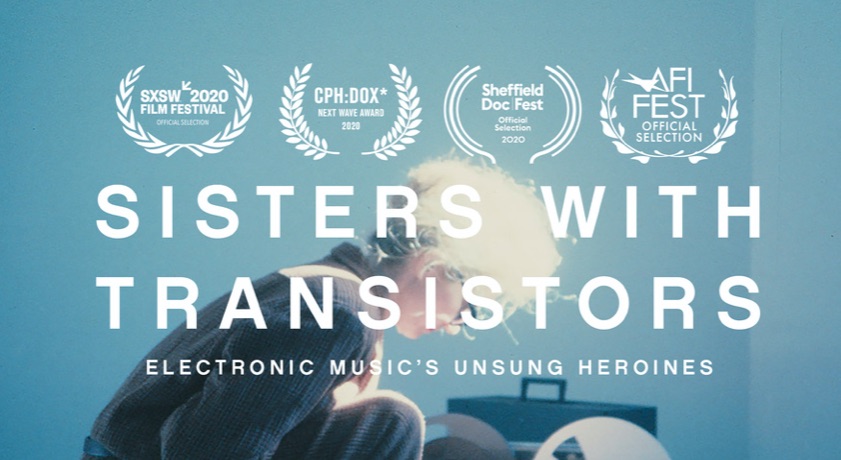 SXSW 2020
FILM FESTIVAL
OFFICIAL SELECTION
CPH:DOX*
NEXT WAVE AWARD
2020
Sheffield
Doc|Fest
Official
Selection
2020
AFI
FEST
OFFICIAL
SELECTION
SISTERS WITH
TRANSISTORS
ELECTRONIC MUSIC'S UNSUNG HEROINES